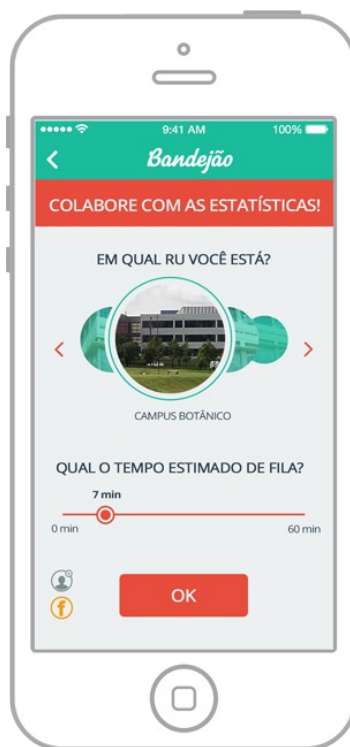 9:41 AM 100%
Bandejão
COLABORE COM AS ESTATÍSTICAS!
EM QUAL RU VOCÊ ESTÁ?
CAMPUS BOTÂNICO
QUAL O TEMPO ESTIMADO DE FILA?
7 min
0 min 60 min
f
OK